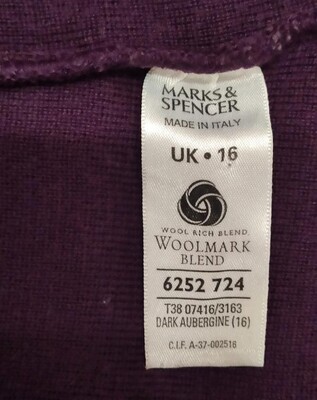 MARKS &
SPENCER
MADE IN ITALY
UK • 16
WOOL RICH BLEND
WOOLMARK
BLEND
6252 724
T38 07416/3163
DARK AUBERGINE (16)
C.I.F. A-37-002516